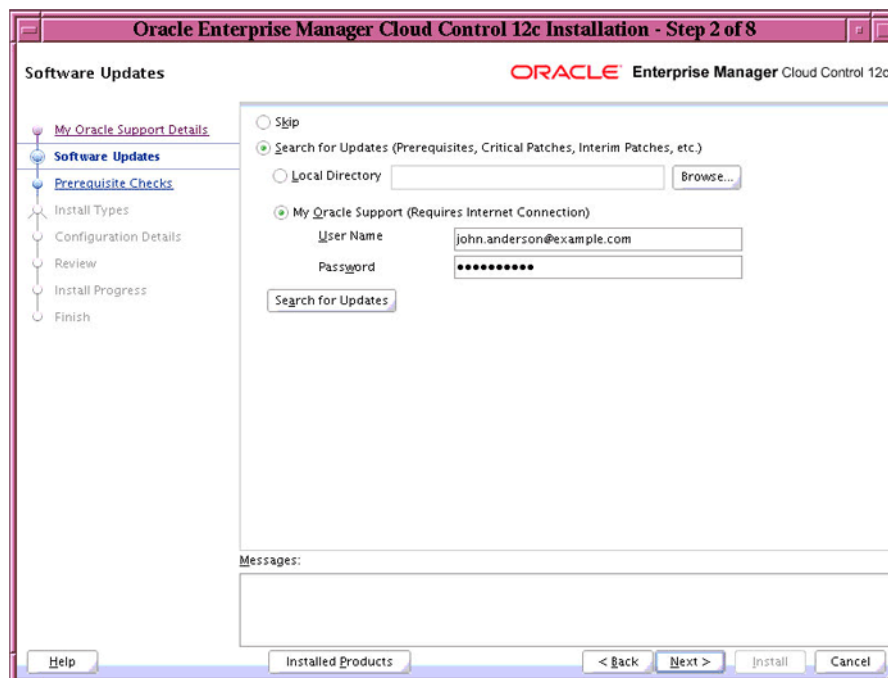 Oracle Enterprise Manager Cloud Control 12c Installation - Step 2 of 8
Software Updates
ORACLE Enterprise Manager Cloud Control 12c
My Oracle Support Details
Software Updates
Prerequisite Checks
Install Types
Configuration Details
Review
Install Progress
Finish
Skip
Search for Updates (Prerequisites, Critical Patches, Interim Patches, etc.)
Local Directory
Browse...
My Oracle Support (Requires Internet Connection)
User Name
john.anderson@example.com
Password
••••••••••
Search for Updates
Messages:
Help
Installed Products
< Back
Next >
Install
Cancel